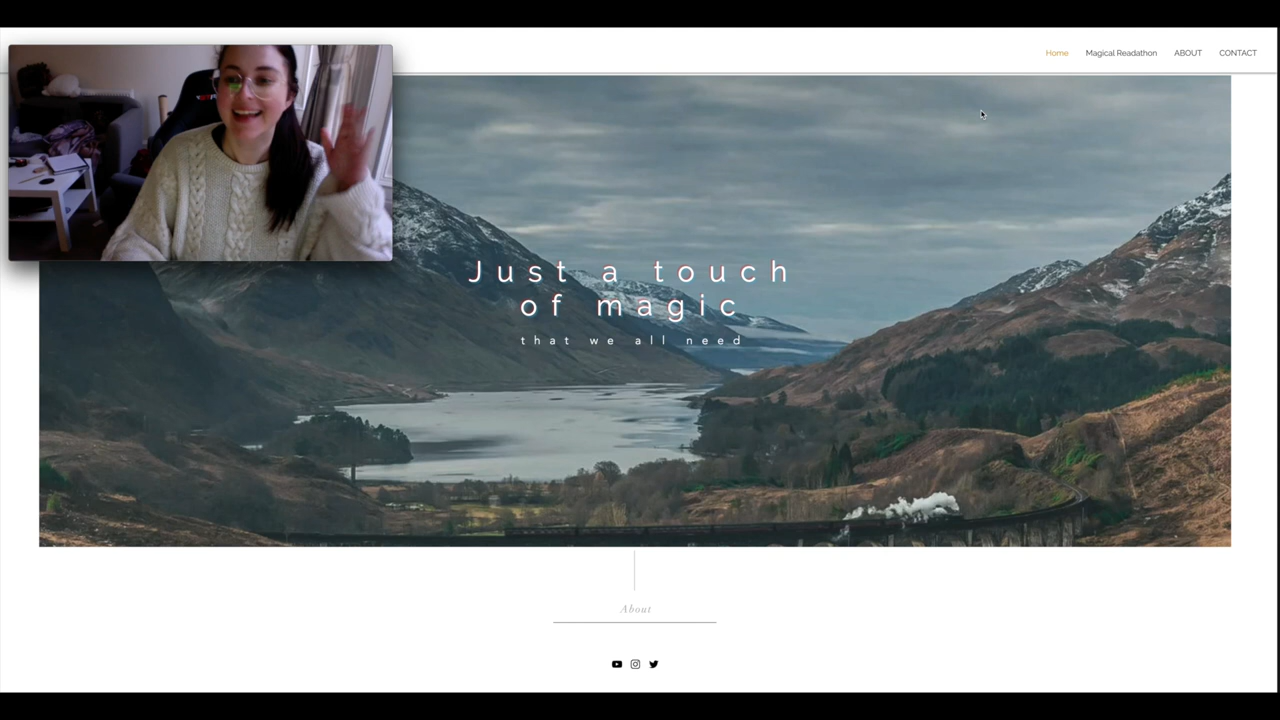 Home Magical Readathon ABOUT CONTACT
Just a touch
of magic
that we all need
About